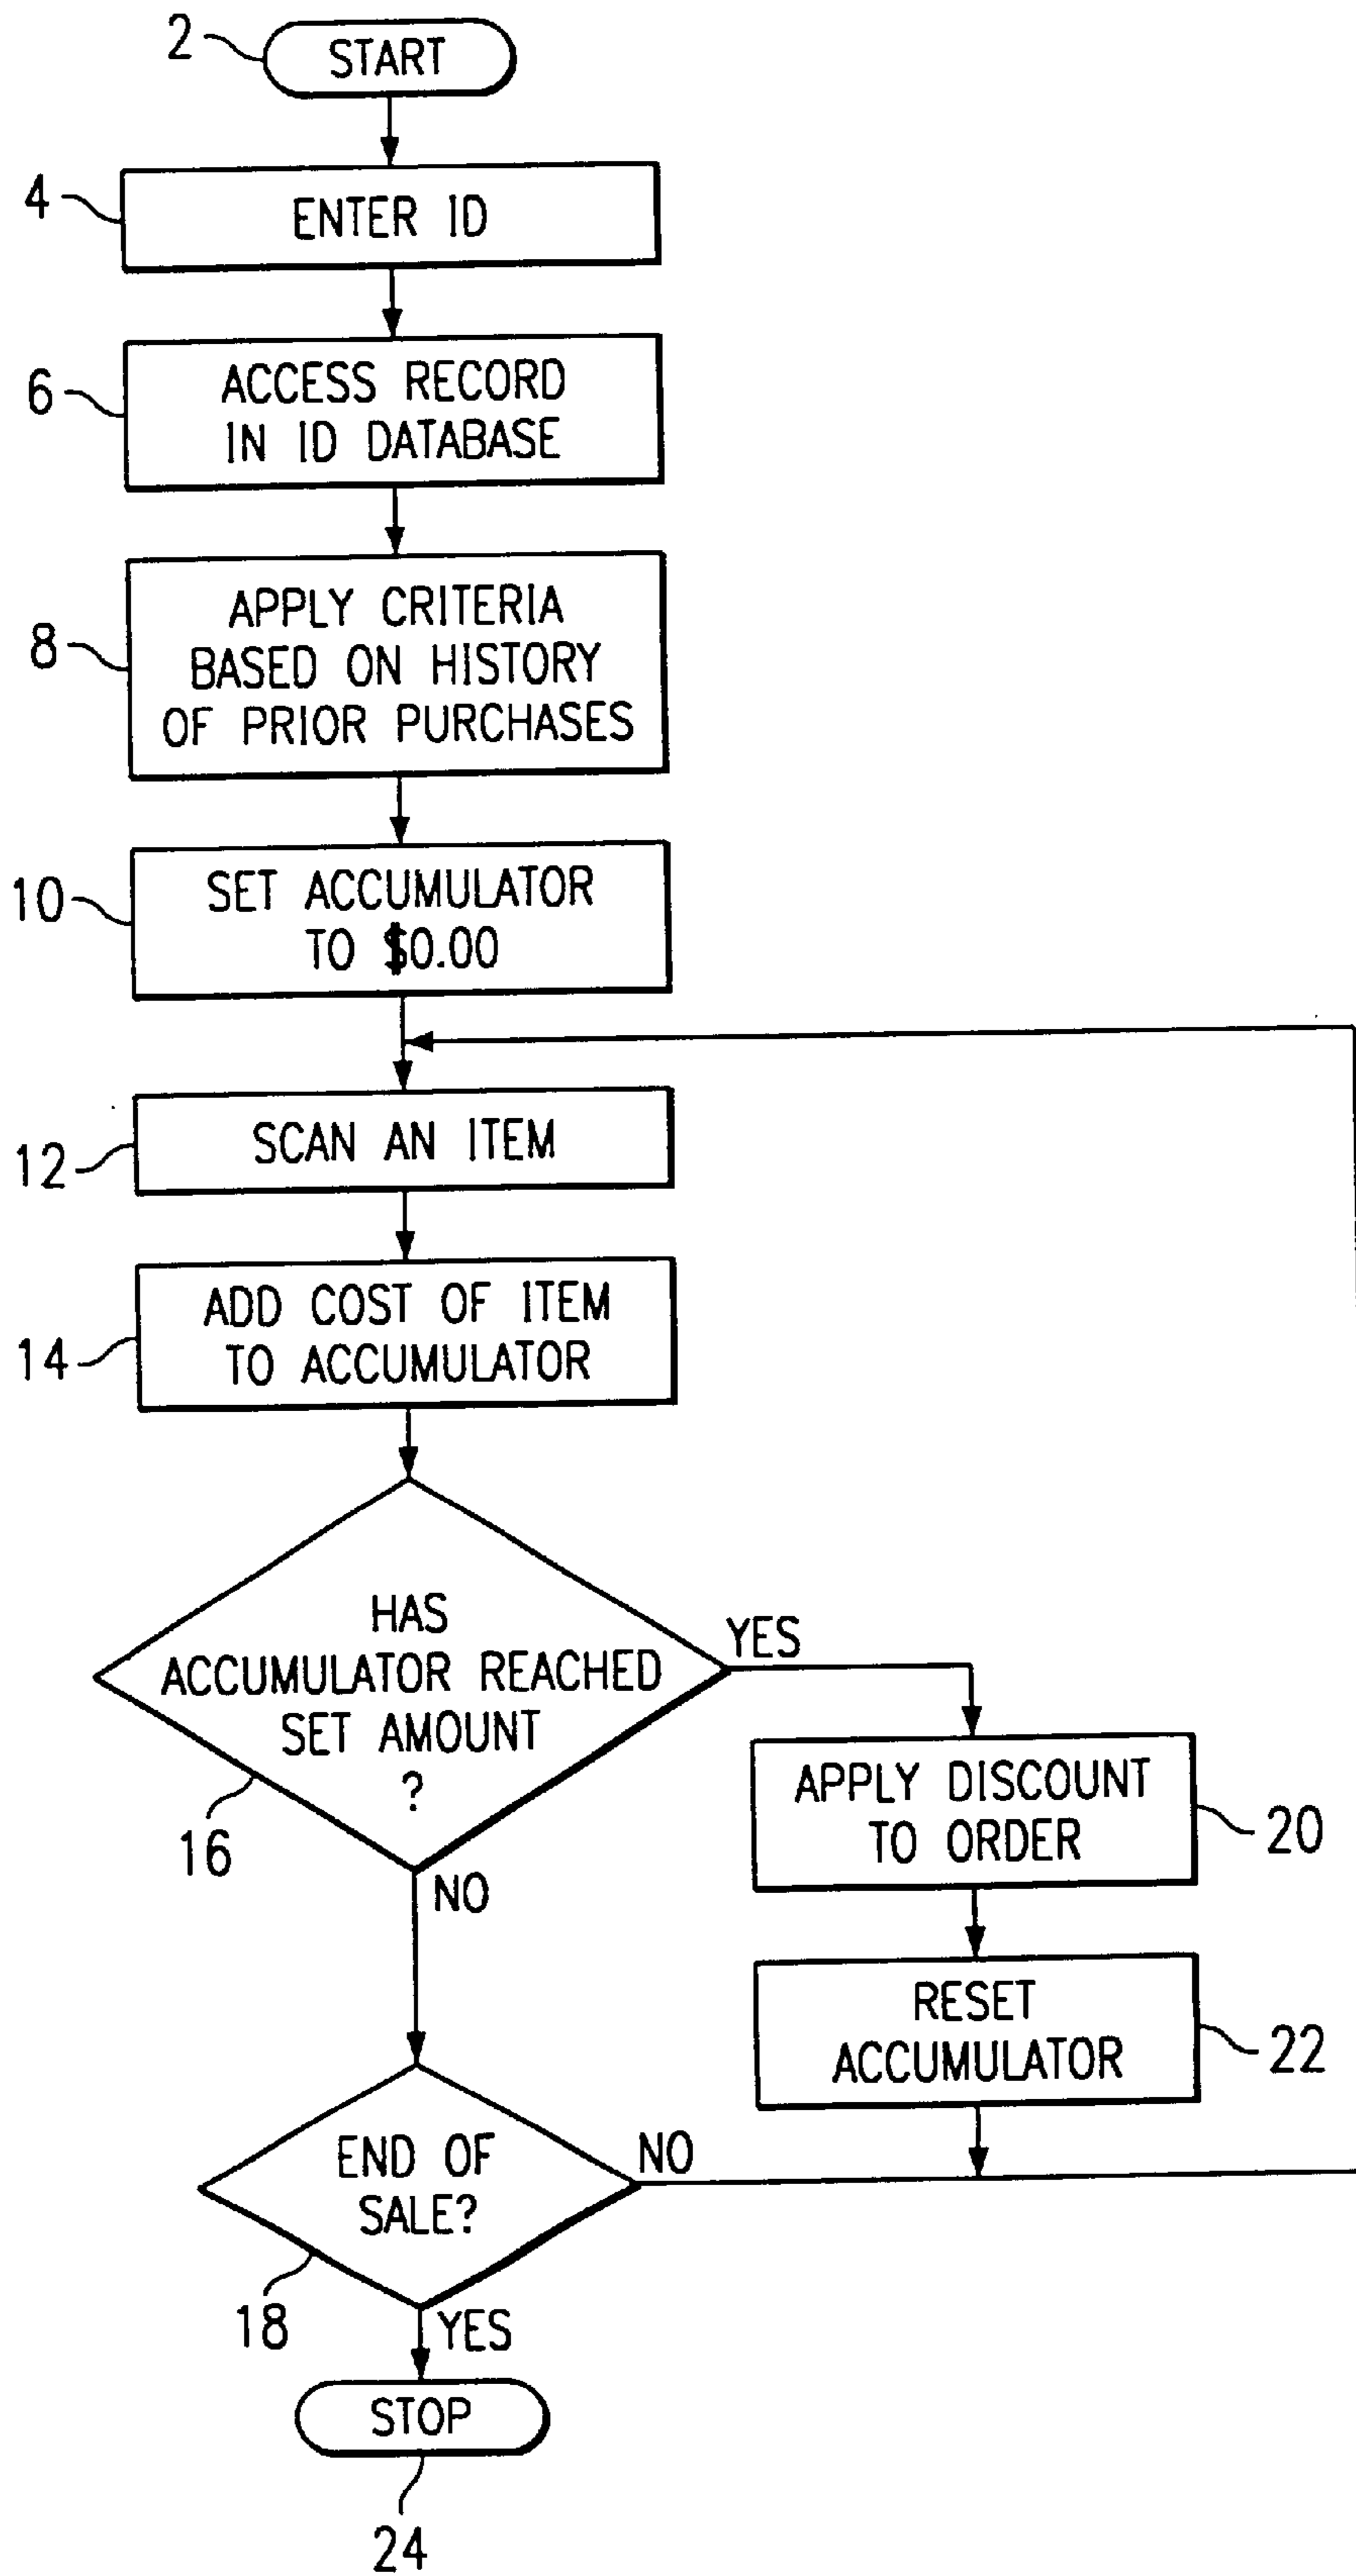 2
START
4
ENTER ID
6
ACCESS RECORD
IN ID DATABASE
8
APPLY CRITERIA
BASED ON HISTORY
OF PRIOR PURCHASES
10
SET ACCUMULATOR
TO $0.00
12
SCAN AN ITEM
14
ADD COST OF ITEM
TO ACCUMULATOR
HAS
ACCUMULATOR REACHED
SET AMOUNT
?
16
YES
NO
APPLY DISCOUNT
TO ORDER
20
RESET
ACCUMULATOR
22
END OF
SALE?
NO
18
YES
STOP
24